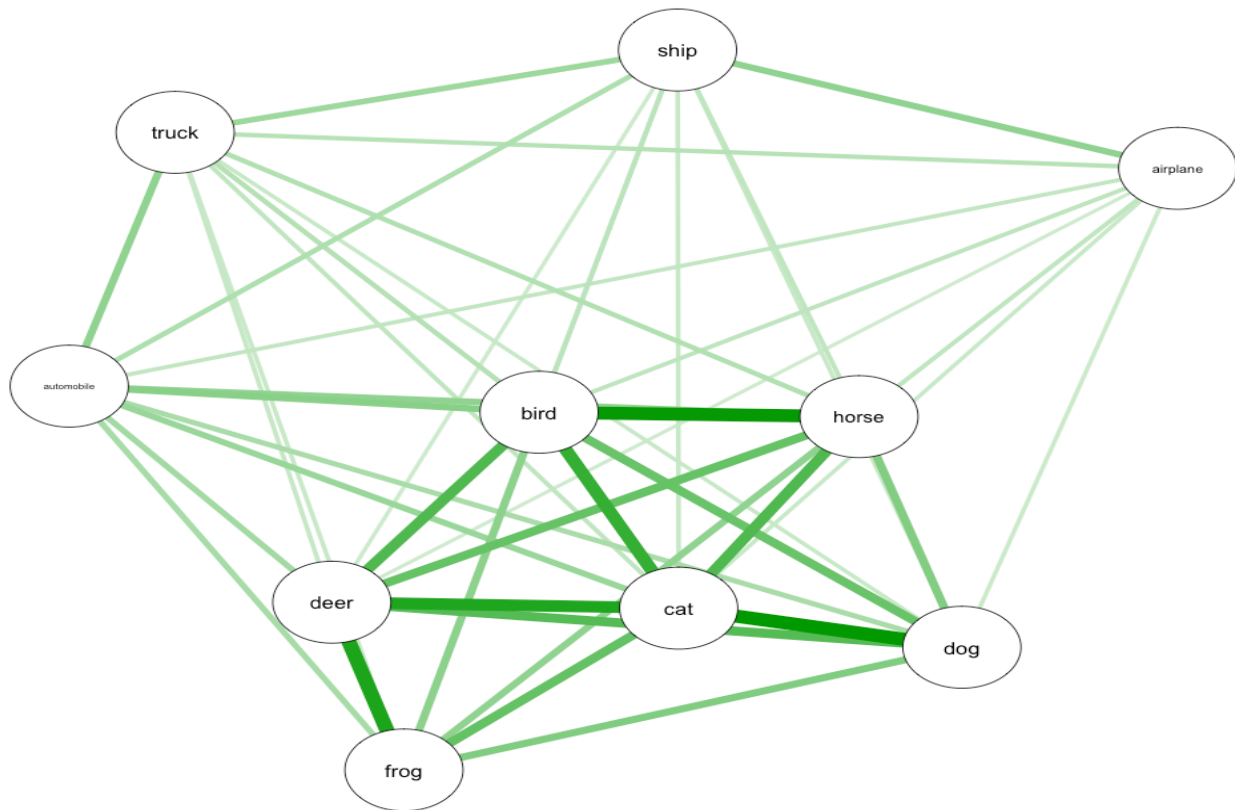 ship
truck
airplane
automobile
bird
horse
deer
cat
dog
frog